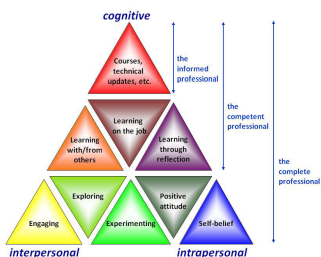 cognitive
Courses,
technical
updates, etc.
the
informed
professional
Learning
on the job
the
competent
professional
Learning
with/from
others
Learning
through
reflection
the
complete
professional
Exploring
Positive
attitude
Engaging
Experimenting
Self-belief
interpersonal
intrapersonal